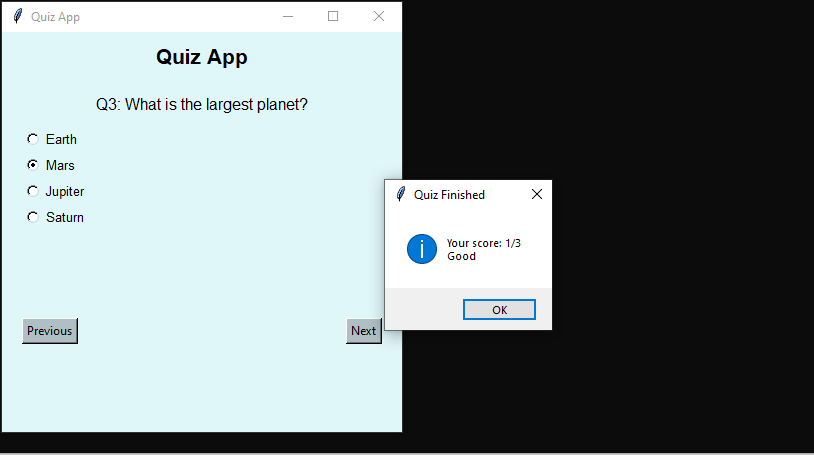 Quiz App
Quiz App
Q3: What is the largest planet?
Earth
Mars
Jupiter
Saturn
Previous
Next
Quiz Finished
Your score: 1/3
Good
OK